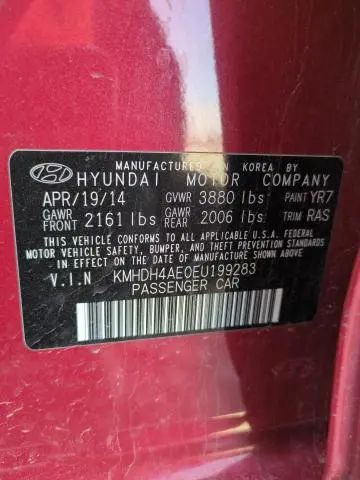 MANUFACTURED IN KOREA BY
HYUNDAI MOTOR COMPANY
APR/19/14 GVWR 3880 lbs PAINT YR7
GAWR FRONT 2161 lbs GAWR REAR 2006 lbs TRIM RAS
THIS VEHICLE CONFORMS TO ALL APPLICABLE FEDERAL
MOTOR VEHICLE SAFETY, BUMPER, AND THEFT PREVENTION
STANDARDS IN EFFECT ON THE DATE OF MANUFACTURE SHOWN ABOVE.
V.I.N KMHDH4AE0EU199283
PASSENGER CAR